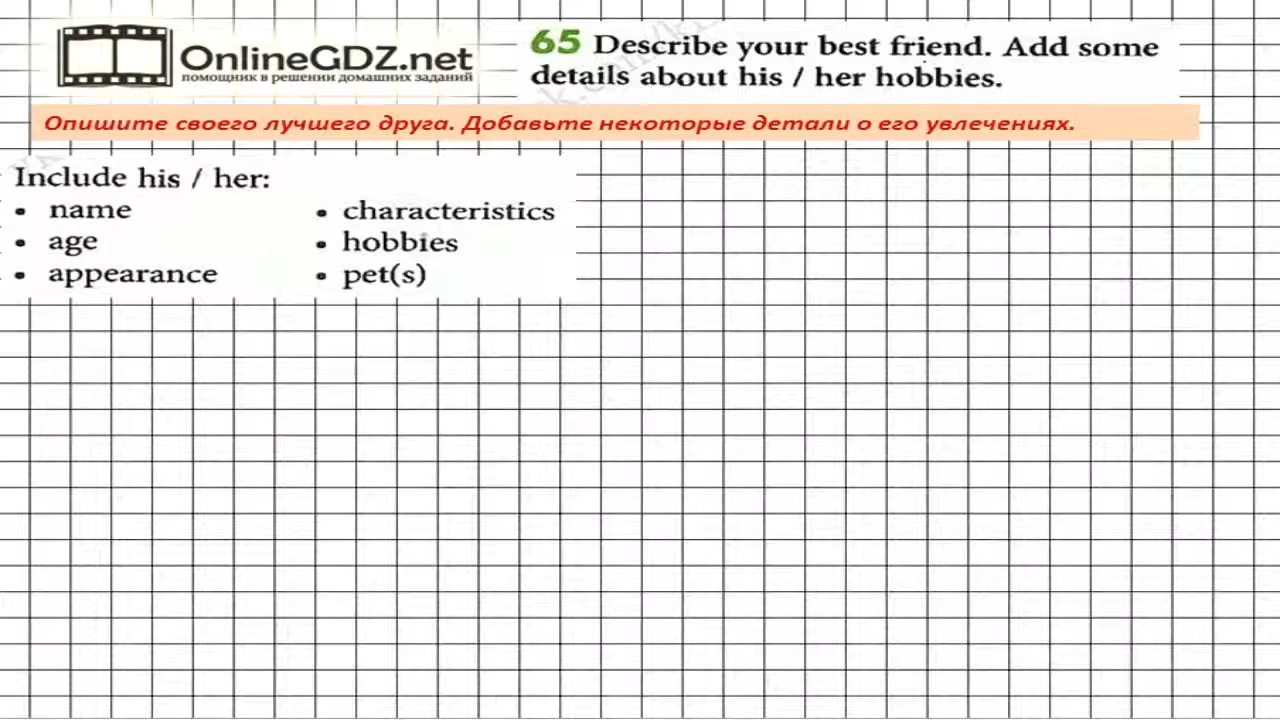 OnlineGDZ.net
помощник в решении домашних заданий
65 Describe your best friend. Add some
details about his / her hobbies.
Опишите своего лучшего друга. Добавьте некоторые детали о его увлечениях.
Include his / her:
• name
• age
• appearance
• characteristics
• hobbies
• pet(s)